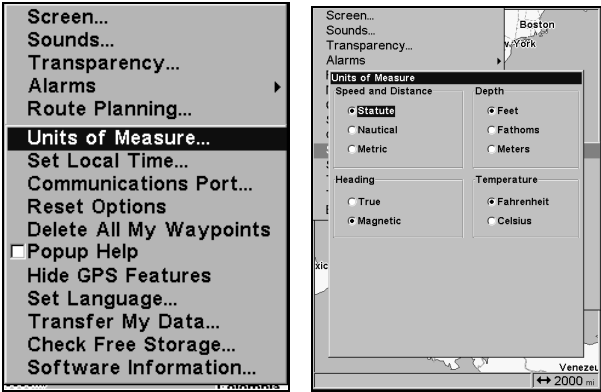 Screen...
Sounds...
Transparency...
Alarms
Route Planning...
Units of Measure...
Set Local Time...
Communications Port...
Reset Options
Delete All My Waypoints
Popup Help
Hide GPS Features
Set Language...
Transfer My Data...
Check Free Storage...
Software Information...
Screen...
Sounds...
Transparency...
Alarms
Boston
York
Units of Measure
Speed and Distance
Statute
Nautical
Metric
Depth
Feet
Fathoms
Meters
Heading
True
Magnetic
Temperature
Fahrenheit
Celsius
xic
Venezue
2000 mi